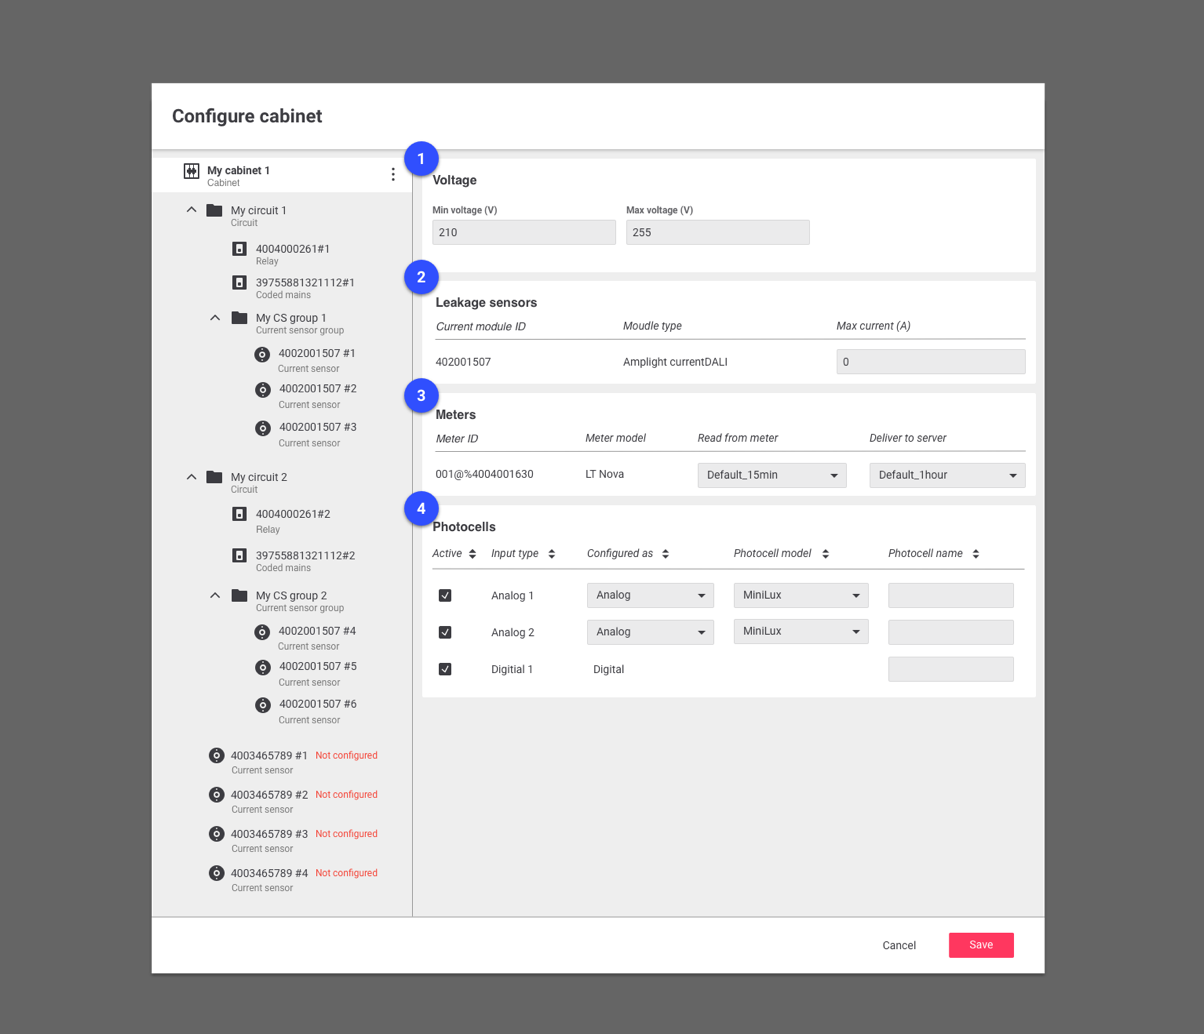 Configure cabinet
My cabinet 1
Cabinet
My circuit 1
Circuit
4004000261#1
Relay
39755881321112#1
Coded mains
My CS group 1
Current sensor group
4002001507 #1
Current sensor
4002001507 #2
Current sensor
4002001507 #3
Current sensor
My circuit 2
Circuit
4004000261#2
Relay
39755881321112#2
Coded mains
My CS group 2
Current sensor group
4002001507 #4
Current sensor
4002001507 #5
Current sensor
4002001507 #6
Current sensor
4003465789 #1 Not configured
Current sensor
4003465789 #2 Not configured
Current sensor
4003465789 #3 Not configured
Current sensor
4003465789 #4 Not configured
Current sensor
1
Voltage
Min voltage (V) Max voltage (V)
210 255
2
Leakage sensors
Current module ID Moudle type Max current (A)
402001507 Amplight currentDALI 0
3
Meters
Meter ID Meter model Read from meter Deliver to server
001@%4004001630 LT Nova Default_15min Default_1hour
4
Photocells
Active Input type Configured as Photocell model Photocell name
Analog 1 Analog MiniLux
Analog 2 Analog MiniLux
Digitial 1 Digital
Cancel Save